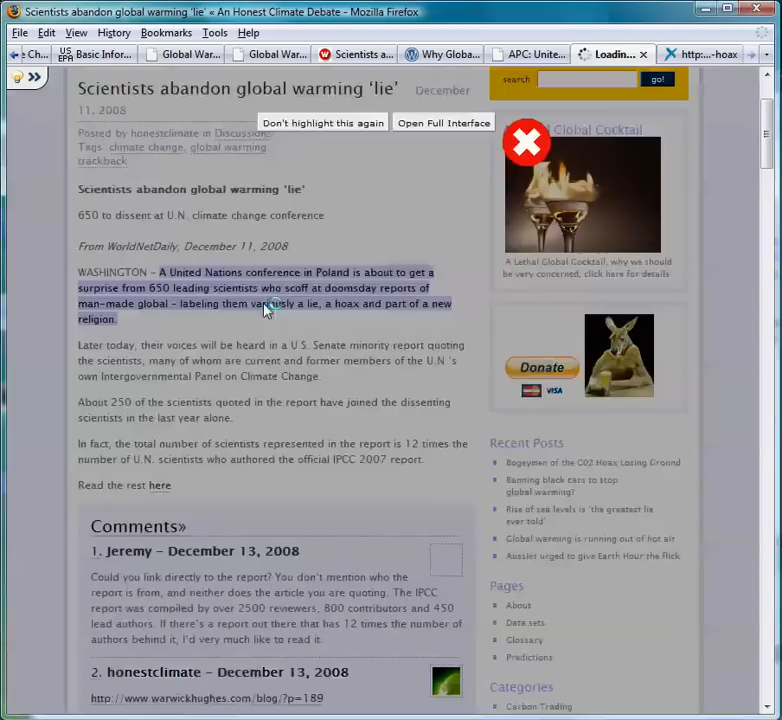 Scientists abandon global warming ‘lie’ « An Honest Climate Debate - Mozilla Firefox
File Edit View History Bookmarks Tools Help
e Ch... US EPA Basic Infor... Global War... Global War... Scientists a... Why Globa... APC: Unite... Loadin... http:...-hoax
Scientists abandon global warming ‘lie’ December
11, 2008
Posted by honestclimate in Discussions
Tags: climate change, global warming
trackback
Don't highlight this again Open Full Interface
Scientists abandon global warming ‘lie’
650 to dissent at U.N. climate change conference
From WorldNetDaily, December 11, 2008
WASHINGTON – A United Nations conference in Poland is about to get a
surprise from 650 leading scientists who scoff at doomsday reports of
man-made global – labeling them variously a lie, a hoax and part of a new
religion.
Later today, their voices will be heard in a U.S. Senate minority report quoting
the scientists, many of whom are current and former members of the U.N.’s
own Intergovernmental Panel on Climate Change.
About 250 of the scientists quoted in the report have joined the dissenting
scientists in the last year alone.
In fact, the total number of scientists represented in the report is 12 times the
number of U.N. scientists who authored the official IPCC 2007 report.
Read the rest here
Comments»
1. Jeremy – December 13, 2008
Could you link directly to the report? You don't mention who the
report is from, and neither does the article you are quoting. The IPCC
report was compiled by over 2500 reviewers, 800 contributors and 450
lead authors. If there’s a report out there that has 12 times the number of
authors behind it, I’d very much like to read it.
2. honestclimate – December 13, 2008
http://www.warwickhughes.com/blog/?p=189
search go!
Global Cocktail
A Lethal Global Cocktail, why we should
be very concerned, click here for details
Donate
VISA
Recent Posts
Bogeymen of the CO2 Hoax Losing Ground
Banning black cars to stop
global warming?
Rise of sea levels is ‘the greatest lie
ever told’
Global warming is running out of hot air
Aussies urged to give Earth Hour the flick
Pages
About
Data sets
Glossary
Predictions
Categories
Carbon Trading